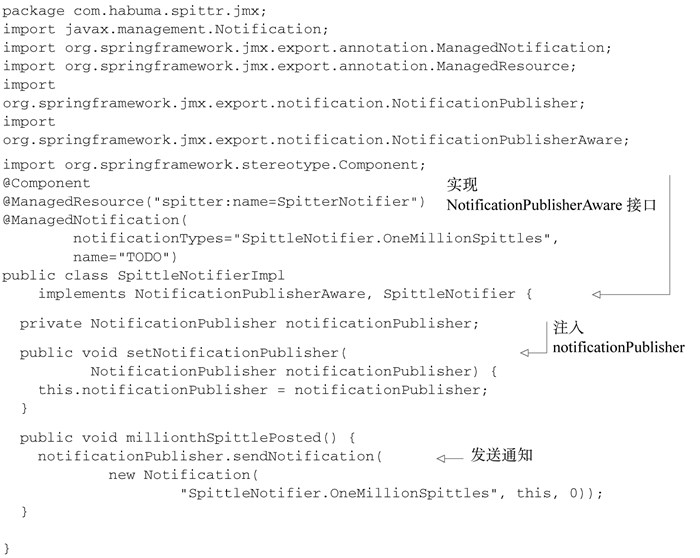 package com.habuma.spittr.jmx;
import javax.management.Notification;
import org.springframework.jmx.export.annotation.ManagedNotification;
import org.springframework.jmx.export.annotation.ManagedResource;
import
org.springframework.jmx.export.notification.NotificationPublisher;
import
org.springframework.jmx.export.notification.NotificationPublisherAware;
import org.springframework.stereotype.Component;
@Component
@ManagedResource("spitter:name=SpitterNotifier")
@ManagedNotification(
        notificationTypes="SpittleNotifier.OneMillionSpittles",
        name="TODO")
public class SpittleNotifierImpl
    implements NotificationPublisherAware, SpittleNotifier {
实现
NotificationPublisherAware 接口
  private NotificationPublisher notificationPublisher;
注入
notificationPublisher
  public void setNotificationPublisher(
          NotificationPublisher notificationPublisher) {
    this.notificationPublisher = notificationPublisher;
  }
  public void millionthSpittlePosted() {
    notificationPublisher.sendNotification(
发送通知
            new Notification(
                    "SpittleNotifier.OneMillionSpittles", this, 0));
  }
}